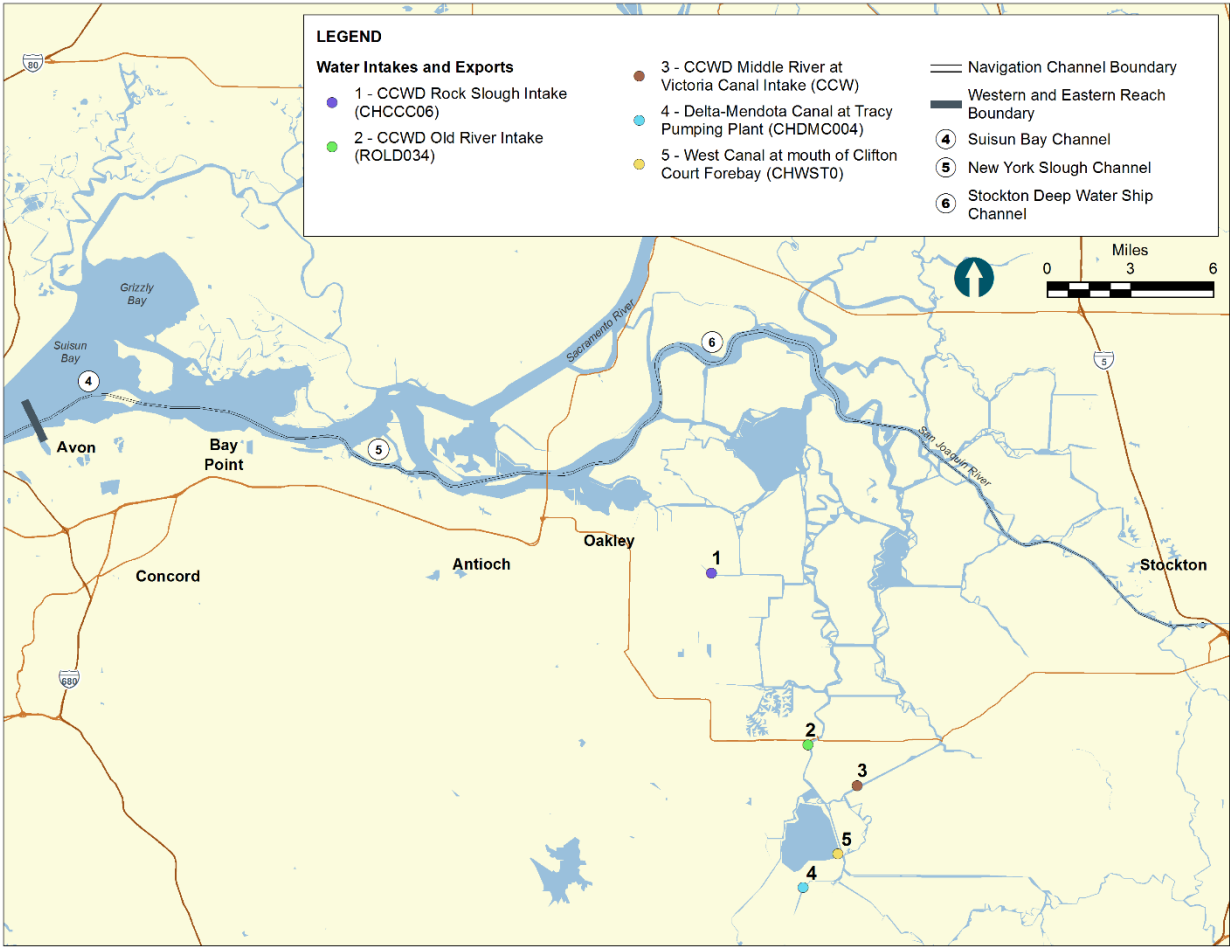 LEGEND
Water Intakes and Exports
1 - CCWD Rock Slough Intake
(CHCCC06)
2 - CCWD Old River Intake
(ROLD034)
3 - CCWD Middle River at
Victoria Canal Intake (CCW)
4 - Delta-Mendota Canal at Tracy
Pumping Plant (CHDMC004)
5 - West Canal at mouth of Clifton
Court Forebay (CHWST0)
Navigation Channel Boundary
Western and Eastern Reach
Boundary
4 Suisun Bay Channel
5 New York Slough Channel
6 Stockton Deep Water Ship
Channel
80
Miles
0 3 6
Grizzly
Bay
Sacramento River
Suisun
Bay
6
5
4
Avon
Bay
Point
5
San Joaquin River
Oakley
Antioch
1
Stockton
Concord
680
2
3
5
4